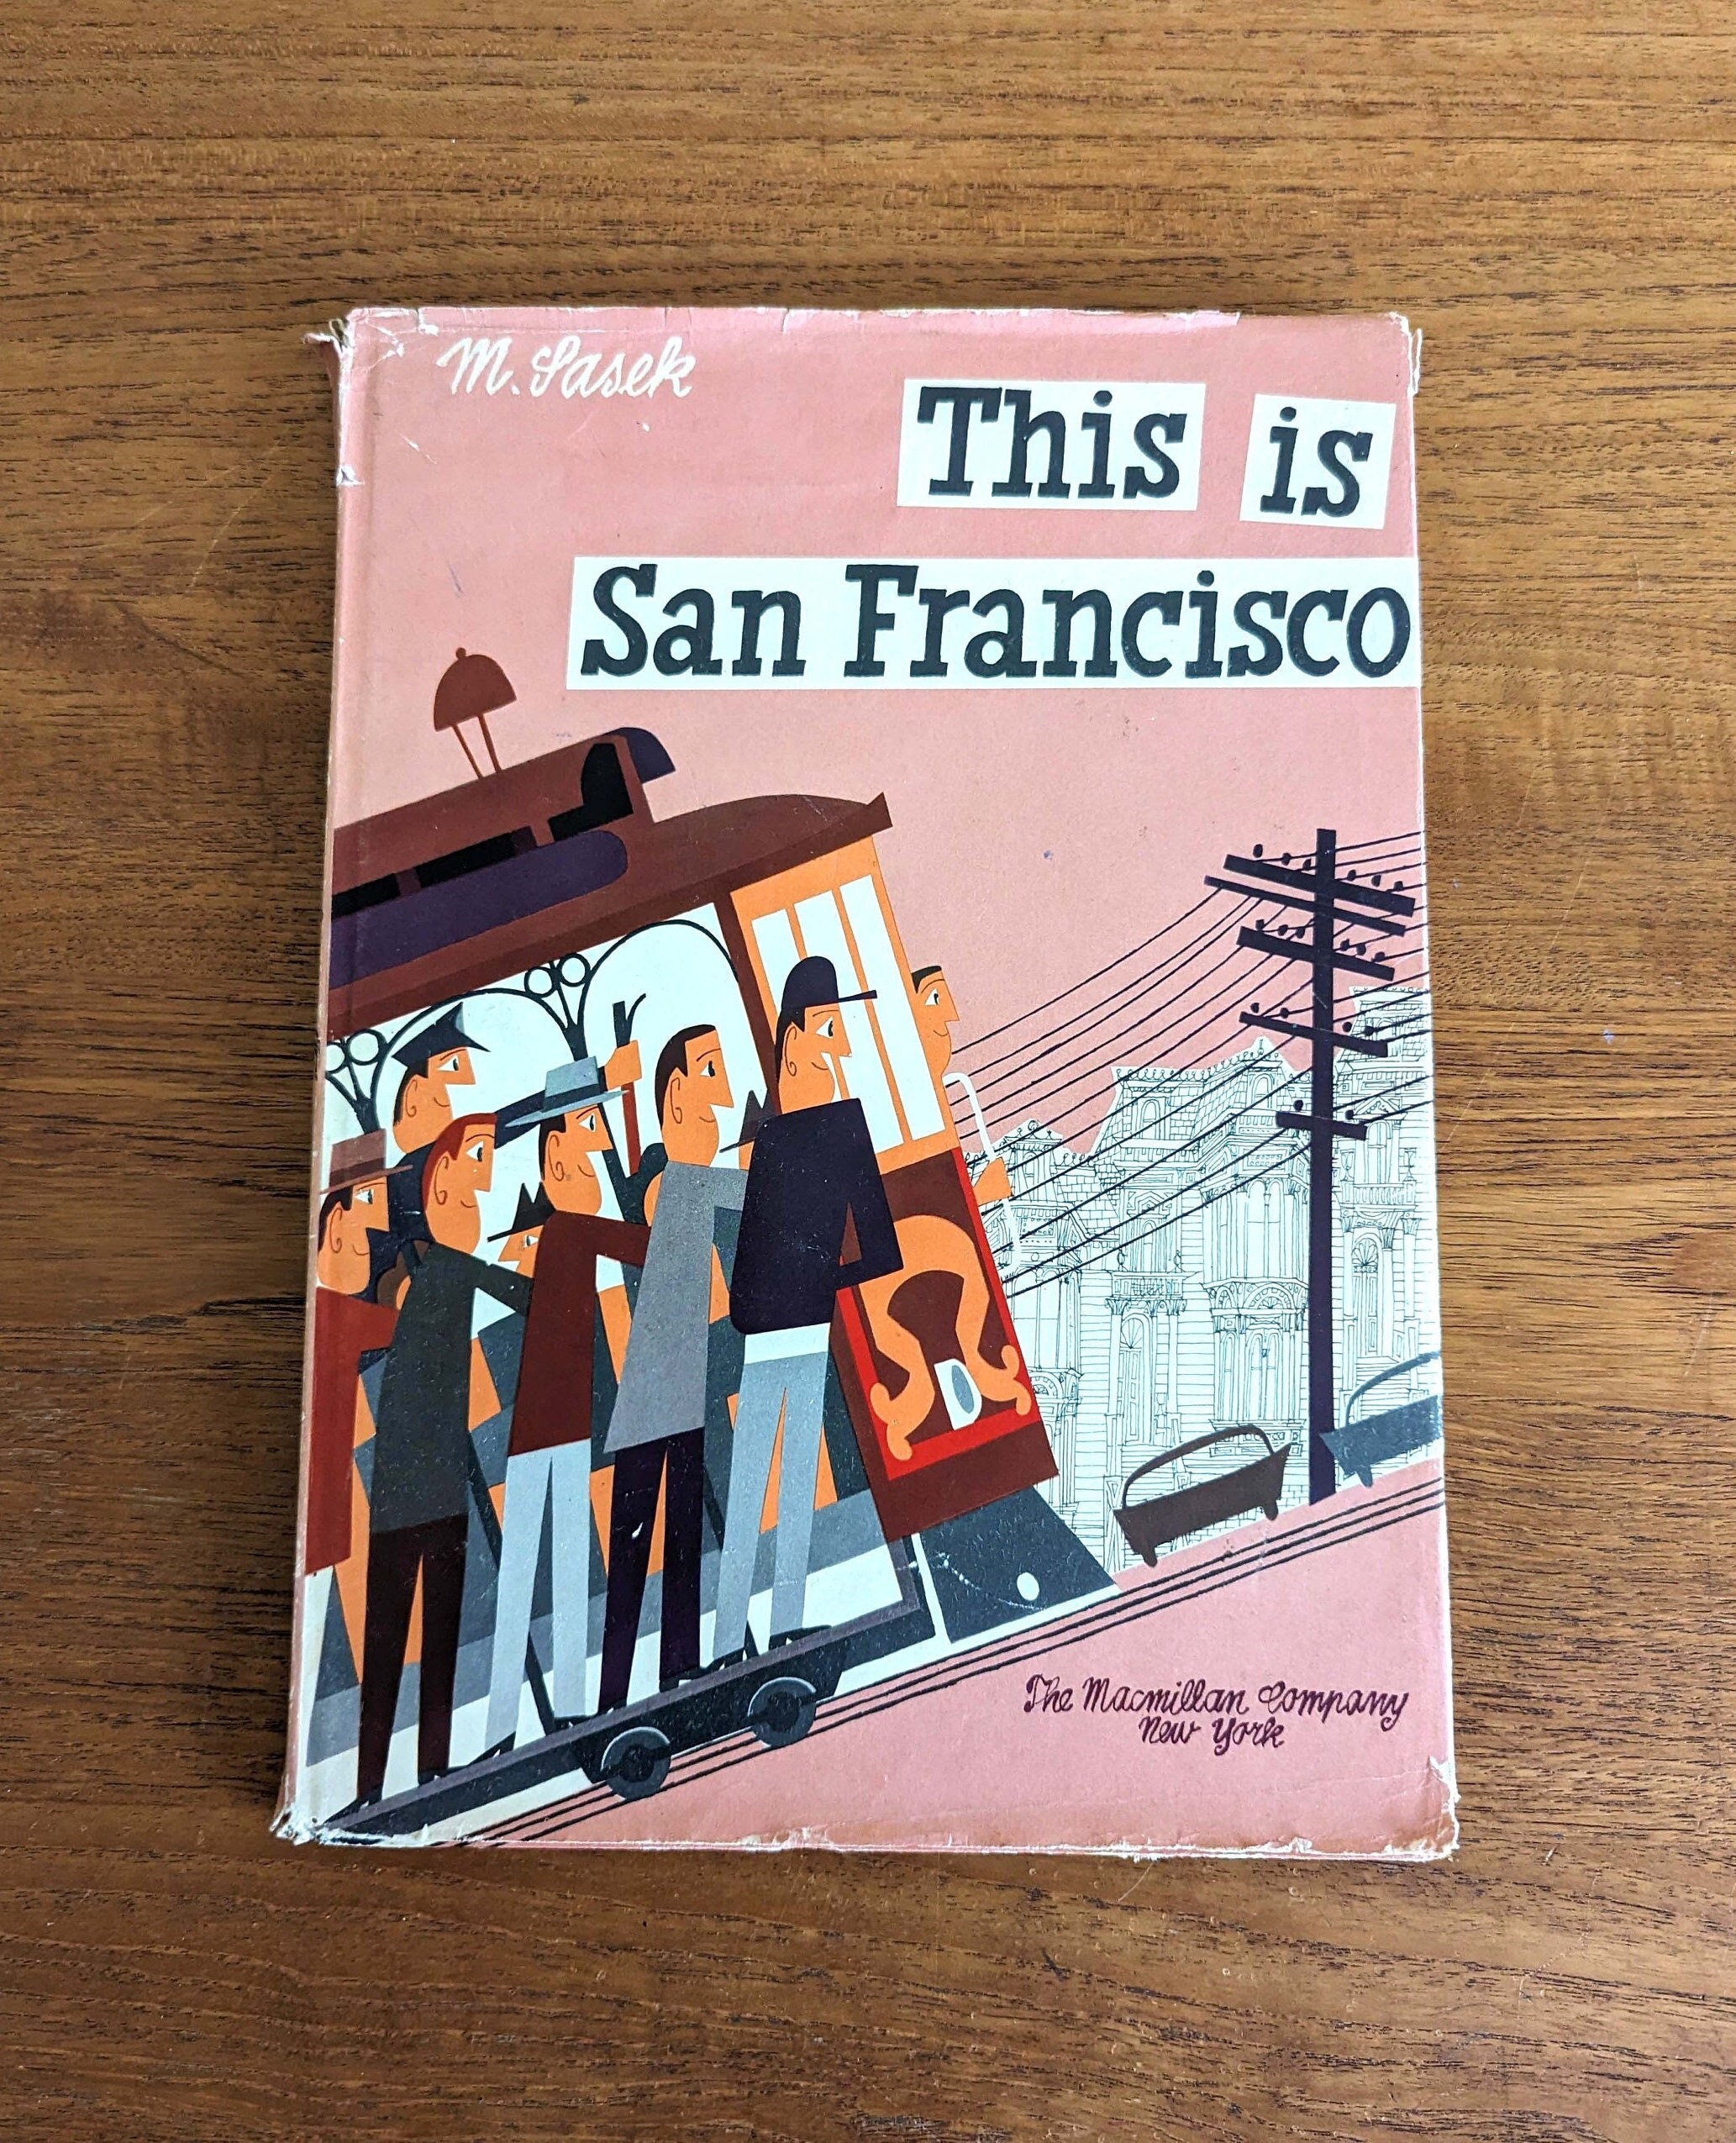 M. Sasek
This is
San Francisco
The Macmillan Company
New York